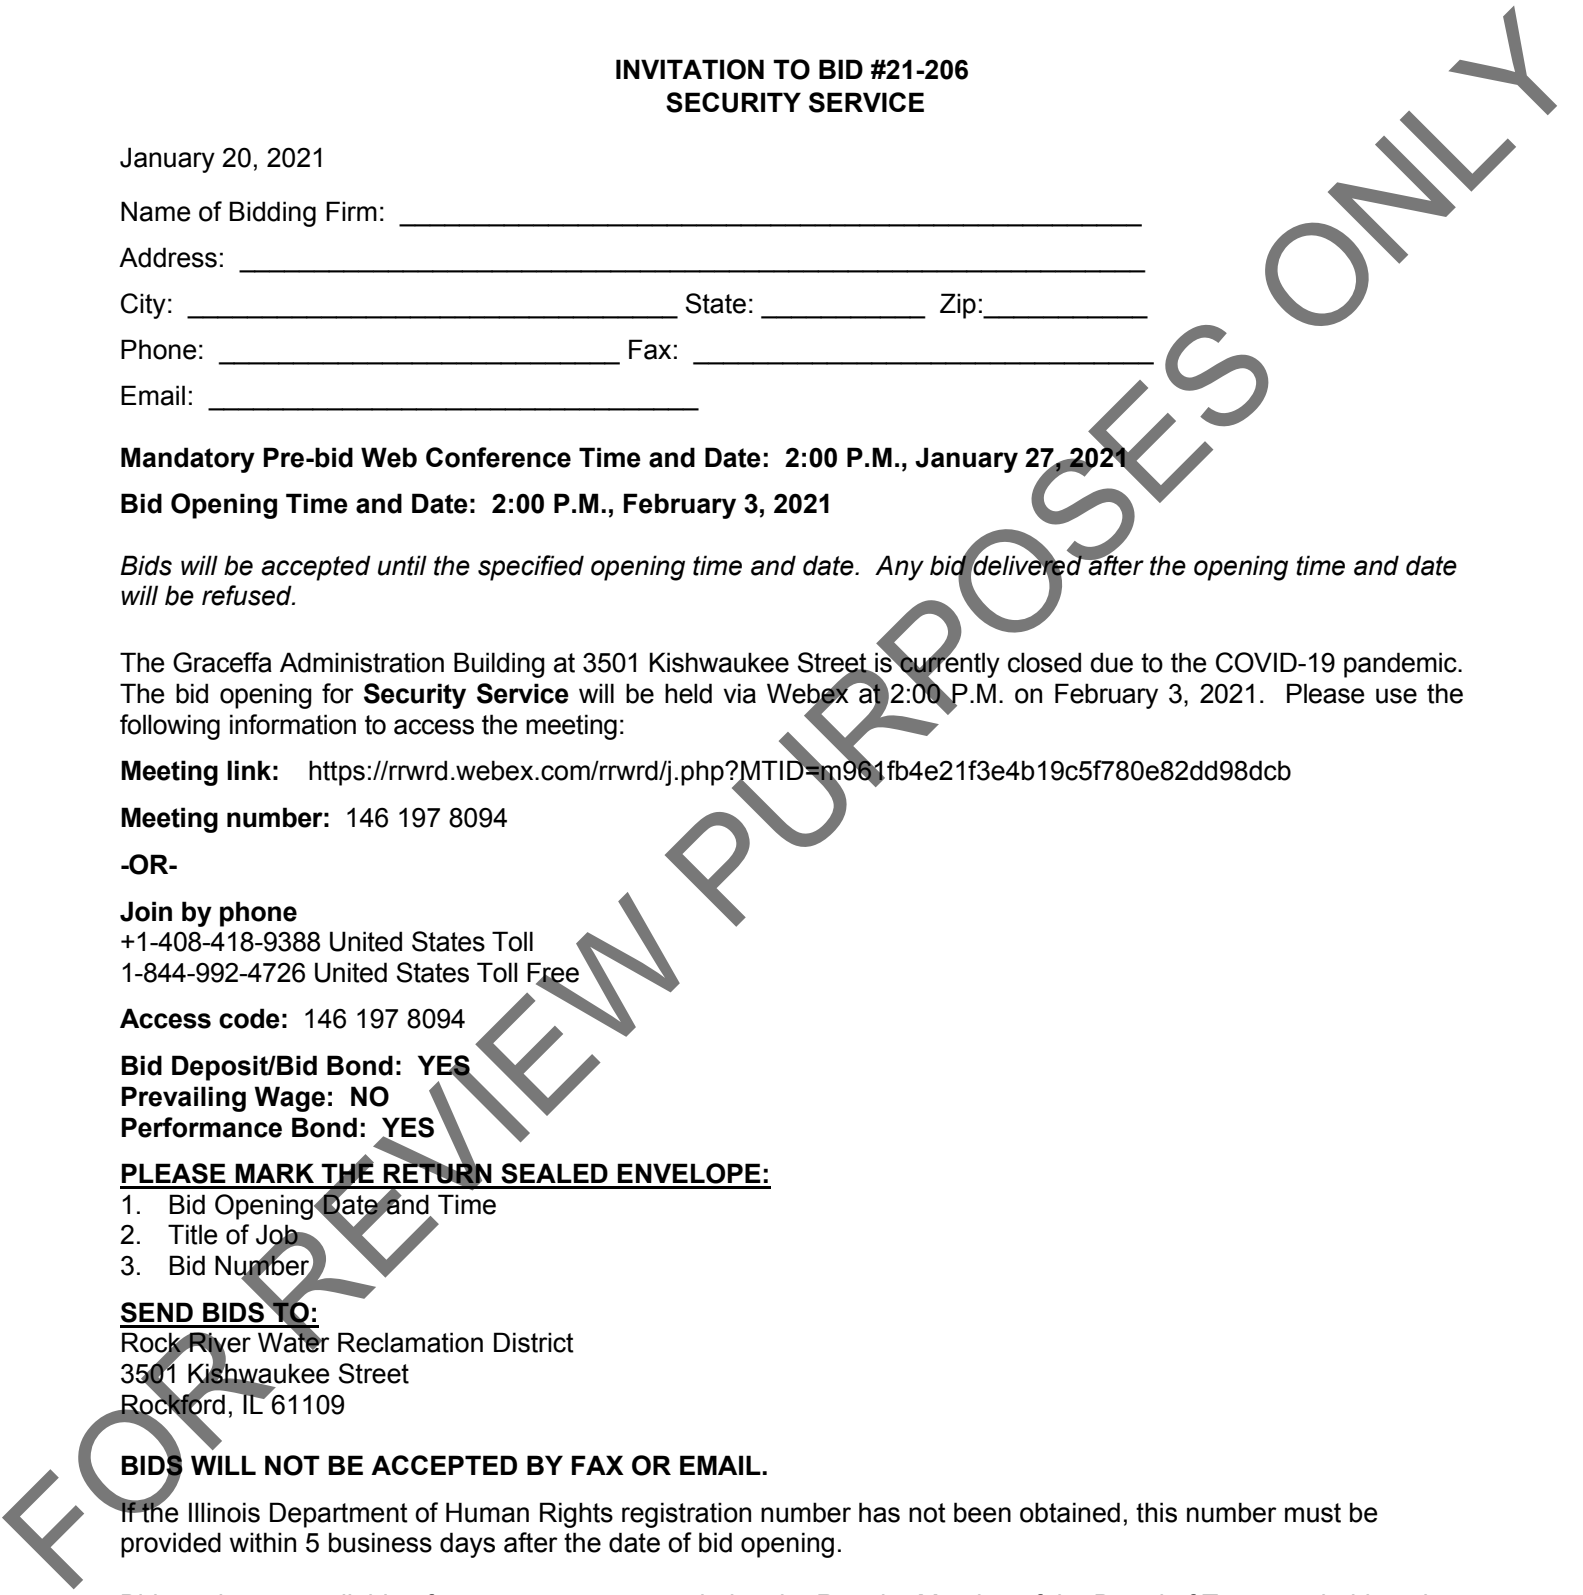 INVITATION TO BID #21-206
SECURITY SERVICE
January 20, 2021
Name of Bidding Firm:
Address:
City: State: Zip:
Phone: Fax:
Email:
Mandatory Pre-bid Web Conference Time and Date: 2:00 P.M., January 27, 2021
Bid Opening Time and Date: 2:00 P.M., February 3, 2021
Bids will be accepted until the specified opening time and date. Any bid delivered after the opening time and date
will be refused.
The Graceffa Administration Building at 3501 Kishwaukee Street is currently closed due to the COVID-19 pandemic.
The bid opening for Security Service will be held via Webex at 2:00 P.M. on February 3, 2021. Please use the
following information to access the meeting:
Meeting link: https://rrwrd.webex.com/rrwrd/j.php?MTID=m961fb4e21f3e4b19c5f780e82dd98dcb
Meeting number: 146 197 8094
-OR-
Join by phone
+1-408-418-9388 United States Toll
1-844-992-4726 United States Toll Free
Access code: 146 197 8094
Bid Deposit/Bid Bond: YES
Prevailing Wage: NO
Performance Bond: YES
PLEASE MARK THE RETURN SEALED ENVELOPE:
1. Bid Opening Date and Time
2. Title of Job
3. Bid Number
SEND BIDS TO:
Rock River Water Reclamation District
3501 Kishwaukee Street
Rockford, IL 61109
BIDS WILL NOT BE ACCEPTED BY FAX OR EMAIL.
If the Illinois Department of Human Rights registration number has not been obtained, this number must be
provided within 5 business days after the date of bid opening.
FOR REVIEW PURPOSES ONLY